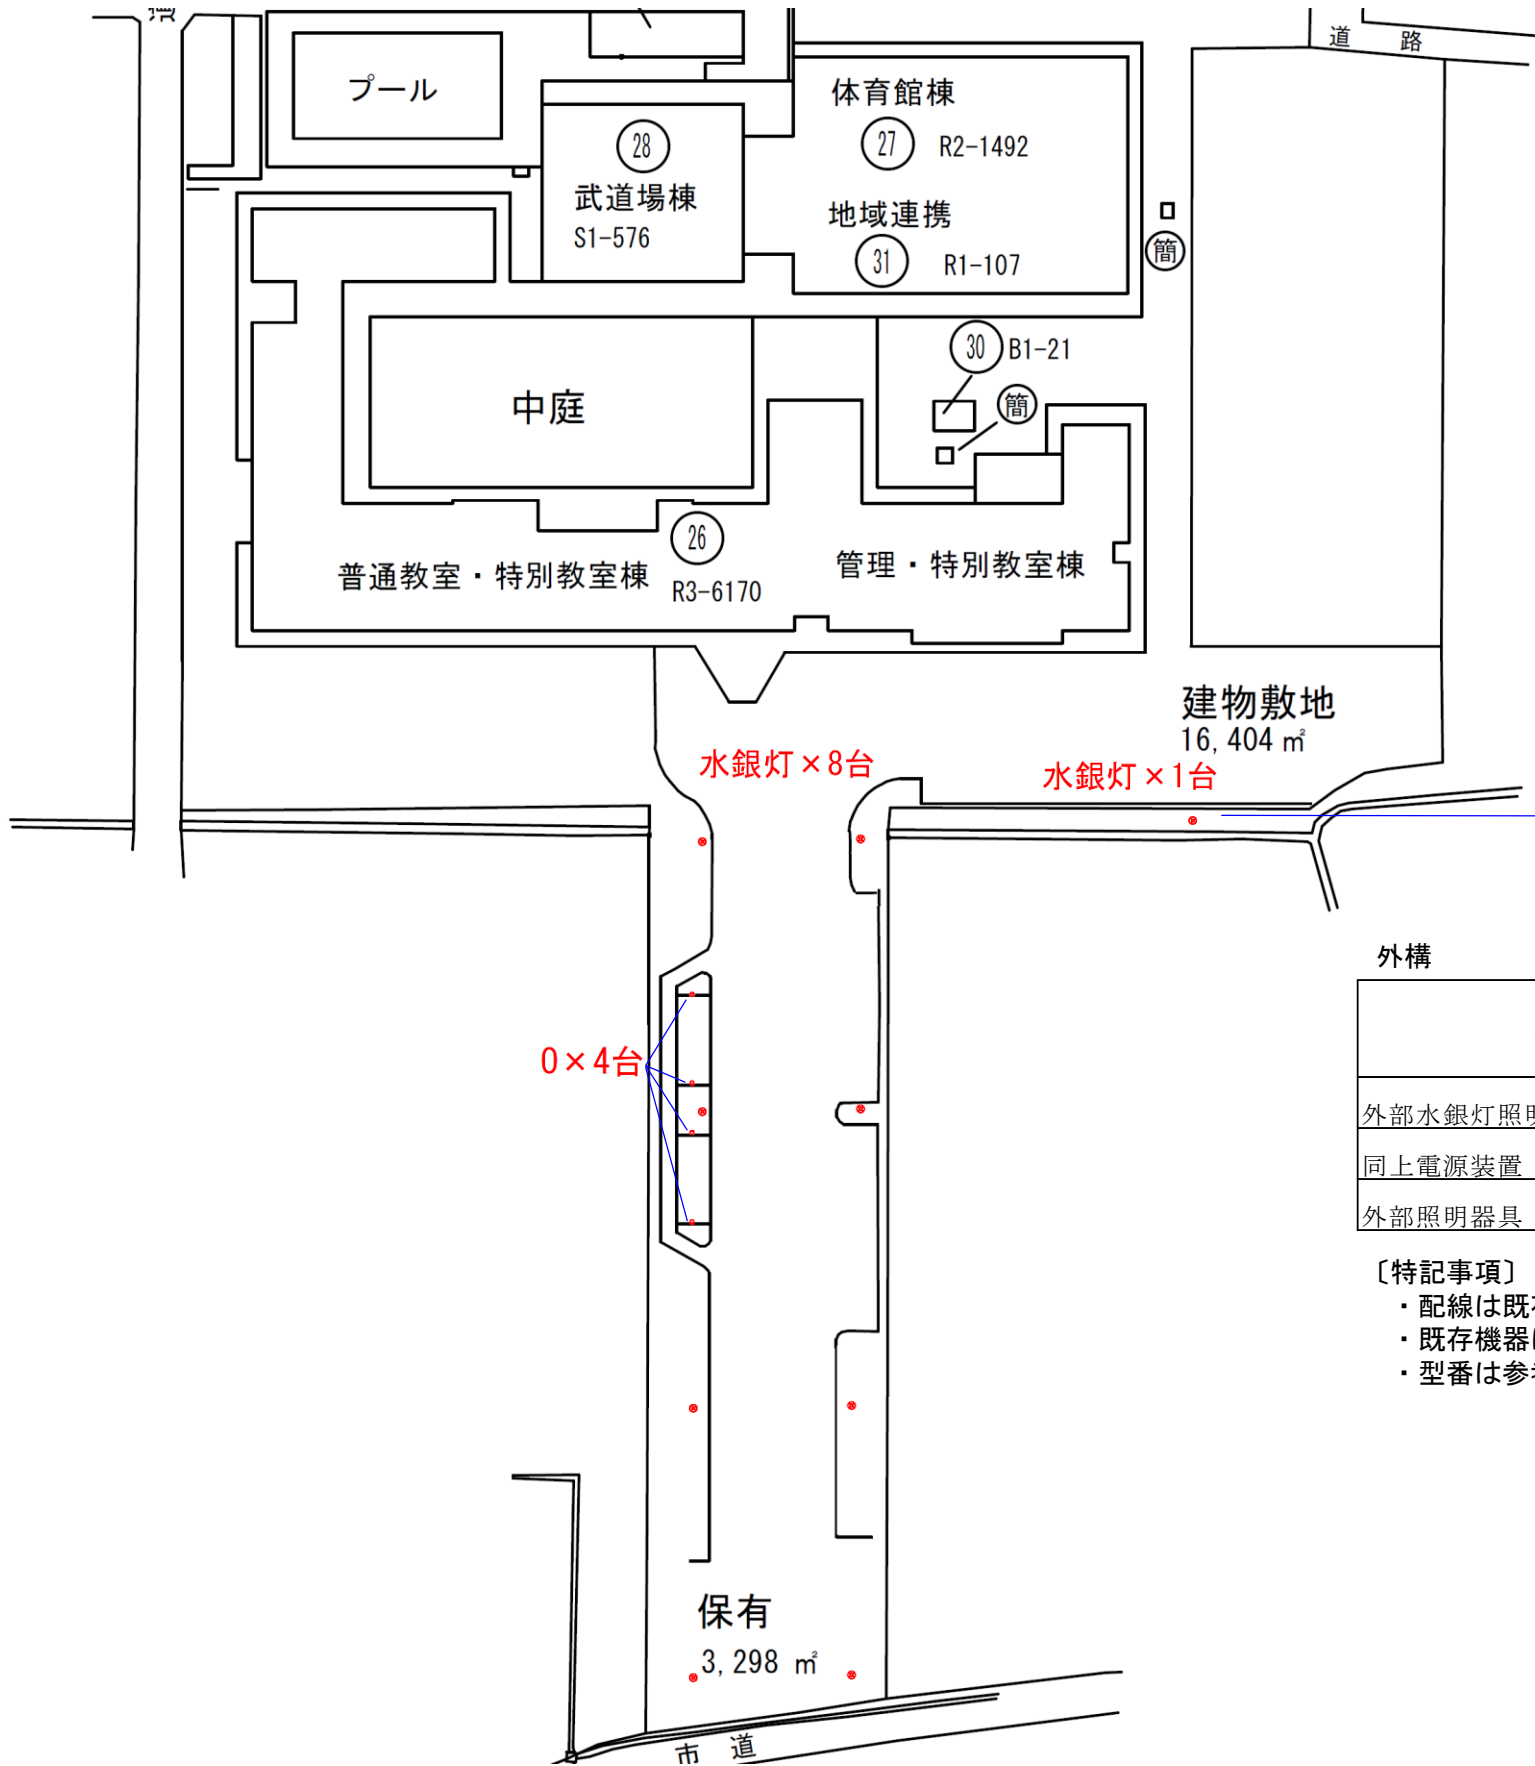 道 路
プール
体育館棟
28
27 R2-1492
武道場棟
S1-576
地域連携
31 R1-107
簡
30 B1-21
簡
中庭
26
普通教室・特別教室棟
R3-6170
管理・特別教室棟
建物敷地
16,404 ㎡
水銀灯×8台
水銀灯×1台
外構
0×4台
外部水銀灯照明
同上電源装置
外部照明器具
〔特記事項〕
・配線は既存
・既存機器
・型番は参考
保有
3,298 ㎡
市 道